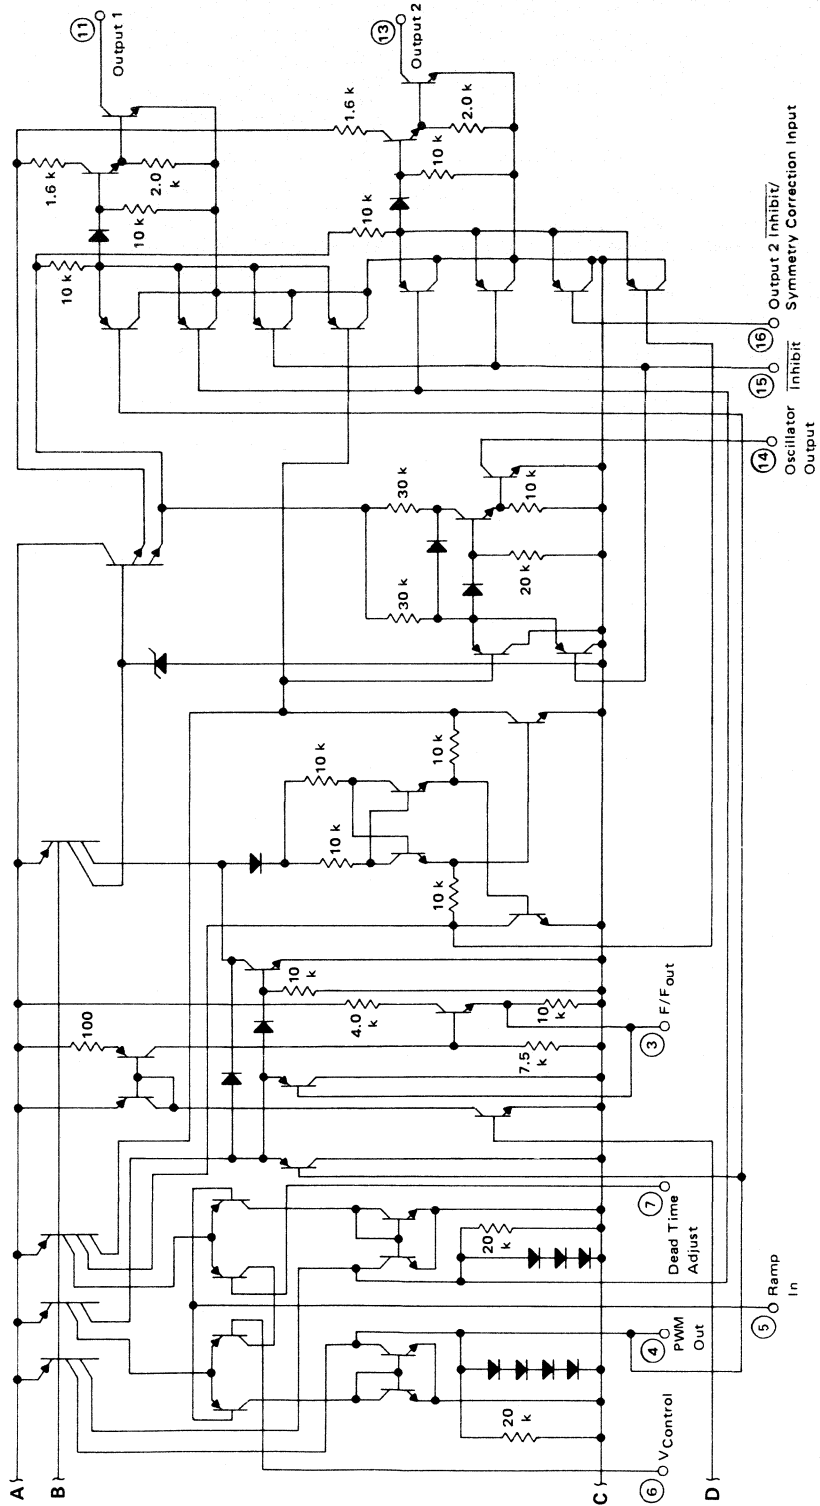 11
Output 1
13
Output 2
1.6 k
2.0
k
10 k
10 k
1.6 k
2.0 k
10 k
10 k
16
Output 2 Inhibit/
Symmetry Correction Input
15
Inhibit
14
Oscillator
Output
30 k
10 k
20 k
30 k
10 k
10 k
10 k
10 k
100
10
k
4.0
k
10
k
7.5
k
3
F/Fout
7
Dead Time
Adjust
20
k
5
Ramp
In
4
PWM
Out
20
k
6
VControl
A
B
C
D